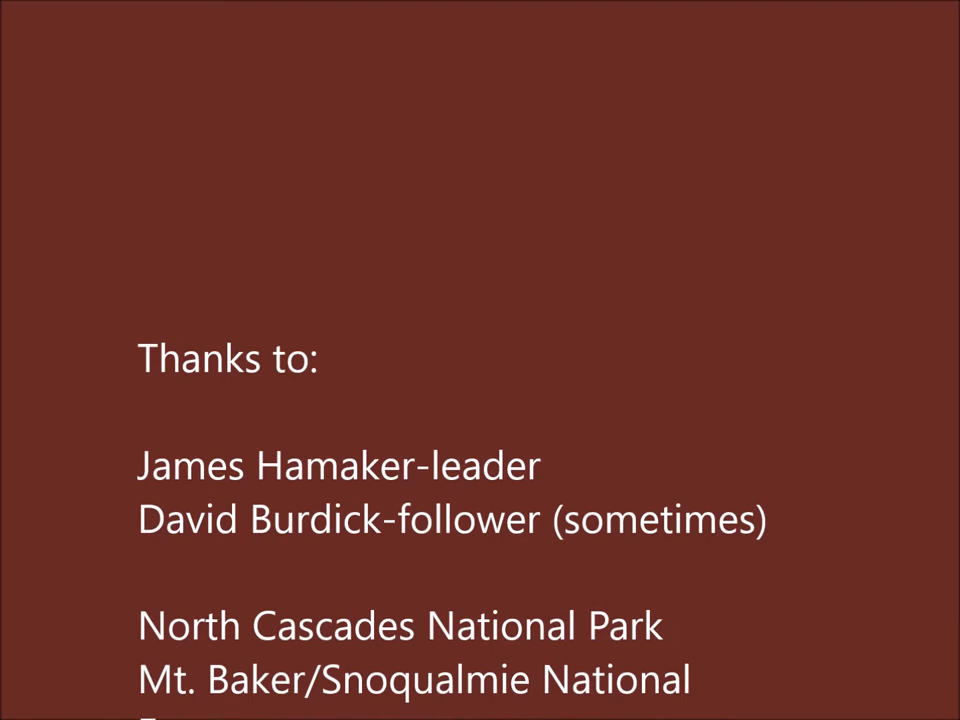 Thanks to:
James Hamaker-leader
David Burdick-follower (sometimes)
North Cascades National Park
Mt. Baker/Snoqualmie National